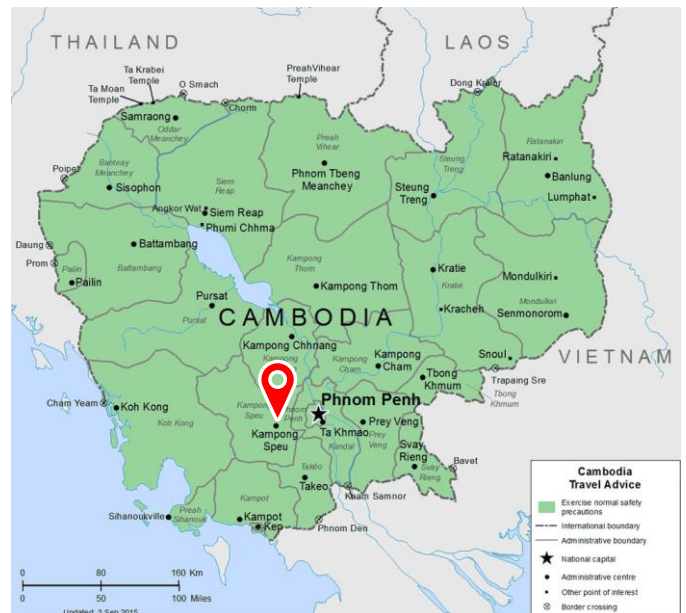 THAILAND
LAOS
Ta Krabei
Temple
Ta Moan
Temple
O Smach
PreahVihear
Temple
Chorm
Dong Kralor
Samraong
Oddar
Meanchey
Preah
Vihear
Ratanakiri
Ratanakiri
Banteay
Meanchey
Phnom Tbeng
Meanchey
Steung
Treng
Banlung
Poipet
Sisophon
Siem
Reap
Steung
Treng
Lumphat
Angkor Wat
Siem Reap
Phumi Chhma
Daung
Battambang
Prom
Pailin
Pailin
Battambang
Kampong
Thom
Kratie
Mondulkiri
Kampong Thom
Kratié
Mondulkiri
Pursat
Pursat
CAMBODIA
Kracheh
Senmonorom
Kampong Chhnang
Kampong
Kampong
Cham
Kampong
Cham
Snoul
VIETNAM
Trapaing Sre
Tbong
Khmum
Tbong
Khmum
Cham Yeam
Koh Kong
Koh Kong
Kampong
Speu
Phnom
Penh
Phnom Penh
Kampong
Speu
Ta Khmao
Kandal
Prey Veng
Prey
Veng
Svay
Rieng
Svay
Rieng
Bavet
Takéo
Takeo
Kham Samnor
Kampot
Preah
Sihanouk
Sihanoukville
Kampot
Kep
Phnom Den
Cambodia
Travel Advice
Exercise normal safety
precautions
International boundary
Administrative boundary
National capital
Administrative centre
Other point of interest
Border crossing
0 80 160 Km
0 50 100 Miles
Updated: 3 Sep 2015